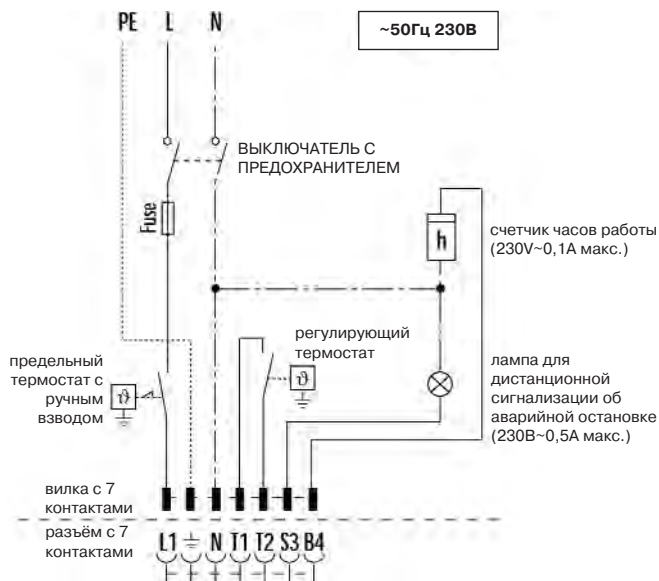 PE L N
~50Гц 230В
ВЫКЛЮЧАТЕЛЬ С
ПРЕДОХРАНИТЕЛЕМ
Fuse
h
счетчик часов работы
(230V~0,1A макс.)
регулирующий
термостат
ϑ
предельный
термостат с
ручным
взводом
ϑ
лампа для
дистанционной
сигнализации об
аварийной остановке
(230В~0,5А макс.)
вилка с 7
контактами
разъём с 7
контактами
L1 N T1 T2 S3 B4